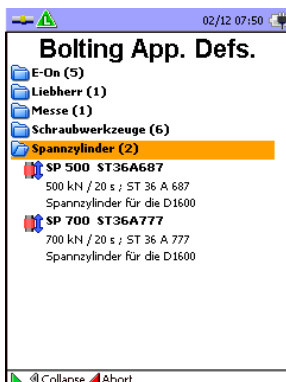 02/12 07:50
Bolting App. Defs.
E-On (5)
Liebherr (1)
Messe (1)
Schraubwerkzeuge (6)
Spannzylinder (2)
SP 500 ST36A687
500 kN / 20 s ; ST 36 A 687
Spannzylinder für die D1600
SP 700 ST36A777
700 kN / 20 s ; ST 36 A 777
Spannzylinder für die D1600
Collapse Abort